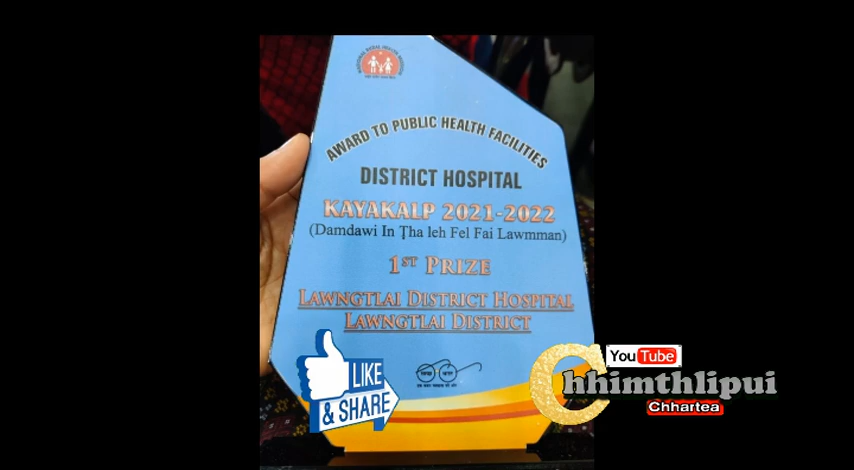 AWARD TO PUBLIC HEALTH FACILITIES
DISTRICT HOSPITAL
KAYAKALP 2021-2022
(Damdawi In Ṭha leh Fel Fai Lawmman)
1ST PRIZE
LAWNGTLAI DISTRICT HOSPITAL
LAWNGTLAI DISTRICT
LIKE
& SHARE
YouTube
Chhimthlipui
Chhartea